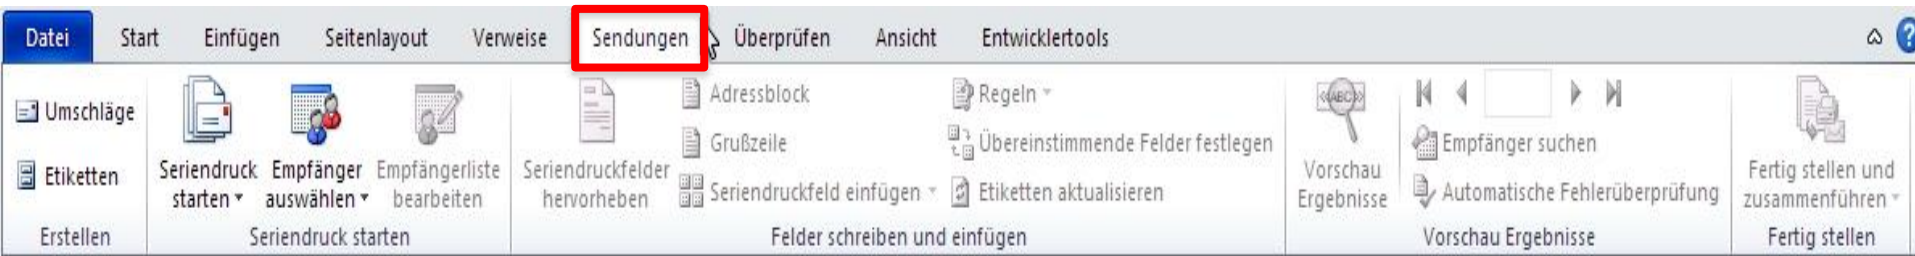 Datei Start Einfügen Seitenlayout Verweise Sendungen Überprüfen Ansicht Entwicklertools
Umschläge
Etiketten
Erstellen
Seriendruck
starten
Empfänger
auswählen
Empfängerliste
bearbeiten
Seriendruck starten
Seriendruckfelder
hervorheben
Adressblock
Grußzeile
Seriendruckfeld einfügen
Regeln
Übereinstimmende Felder festlegen
Etiketten aktualisieren
Felder schreiben und einfügen
«ABC»
Vorschau
Ergebnisse
Empfänger suchen
Automatische Fehlerüberprüfung
Vorschau Ergebnisse
Fertig stellen und
zusammenführen
Fertig stellen